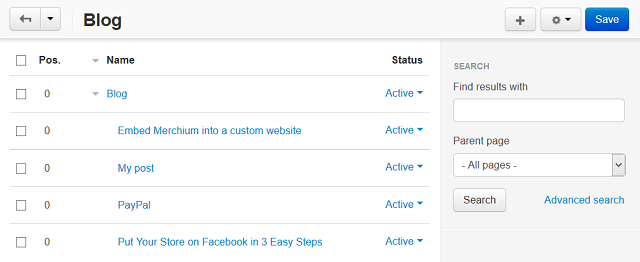 Blog
Save
Pos. Name Status
0 Blog Active
0 Embed Merchium into a custom website Active
0 My post Active
0 PayPal Active
0 Put Your Store on Facebook in 3 Easy Steps Active
SEARCH
Find results with
Parent page
- All pages -
Search Advanced search